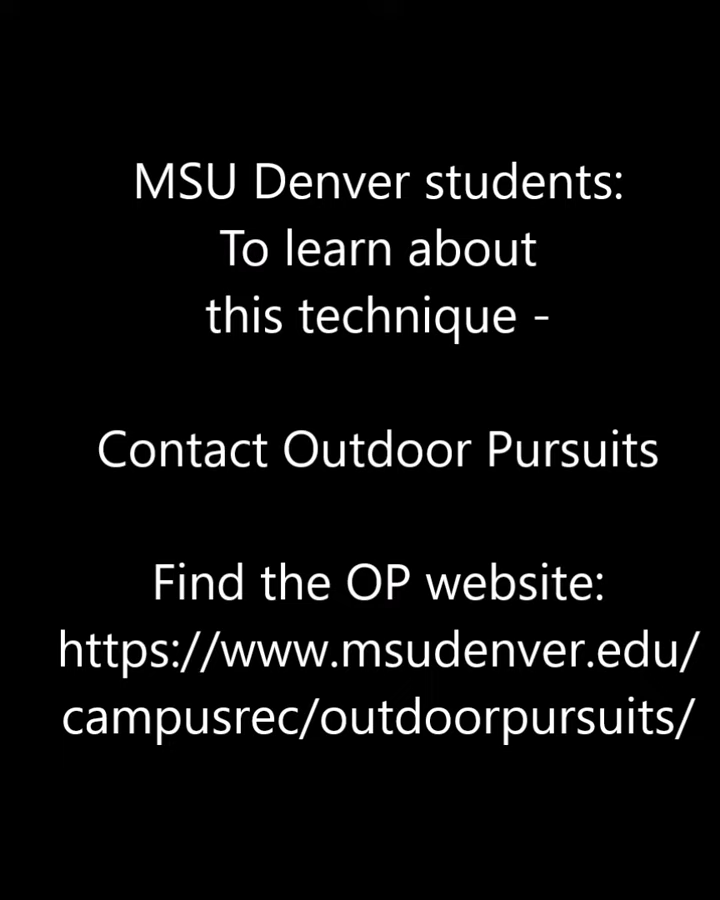 MSU Denver students:
To learn about
this technique -
Contact Outdoor Pursuits
Find the OP website:
https://www.msudenver.edu/
campusrec/outdoorpursuits/